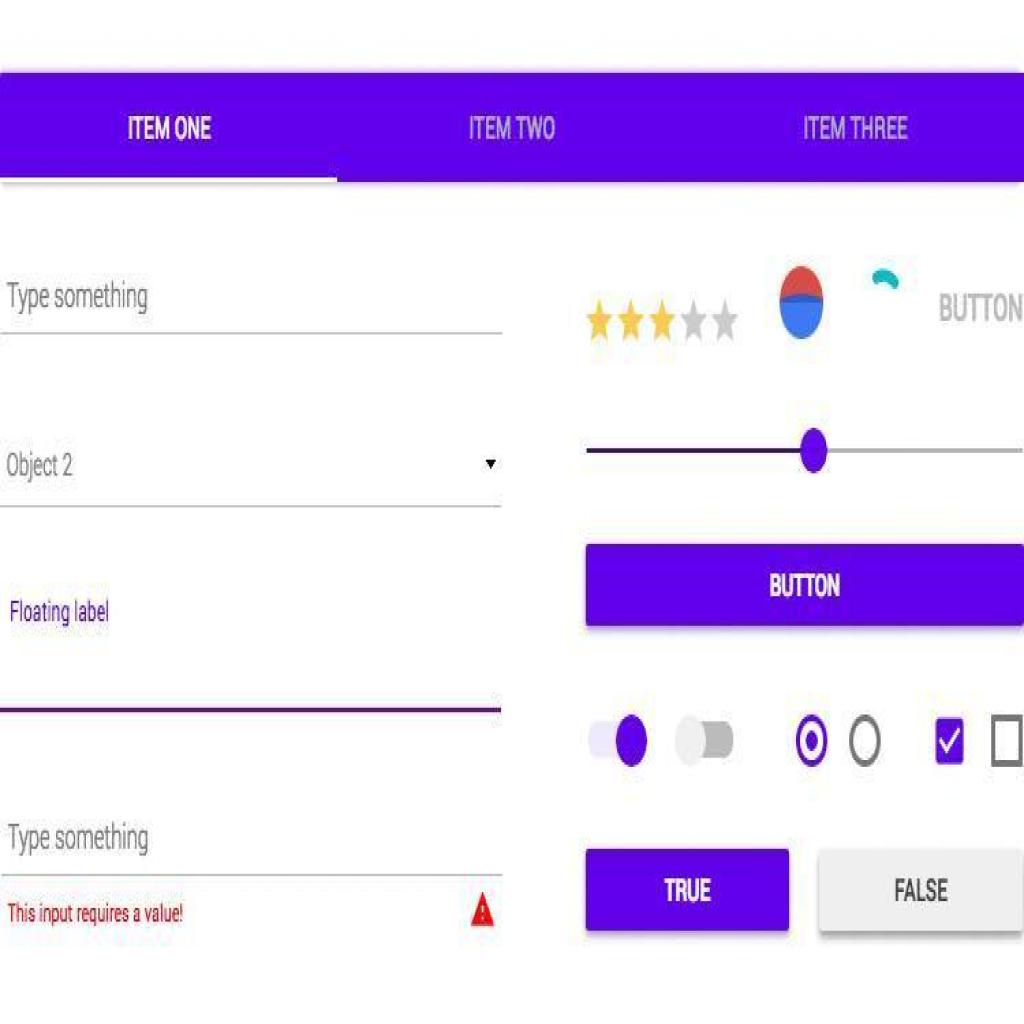 ITEM ONE
ITEM TWO
ITEM THREE
Type something
BUTTON
Object 2
BUTTON
Floating label
Type something
TRUE
FALSE
This input requires a value!